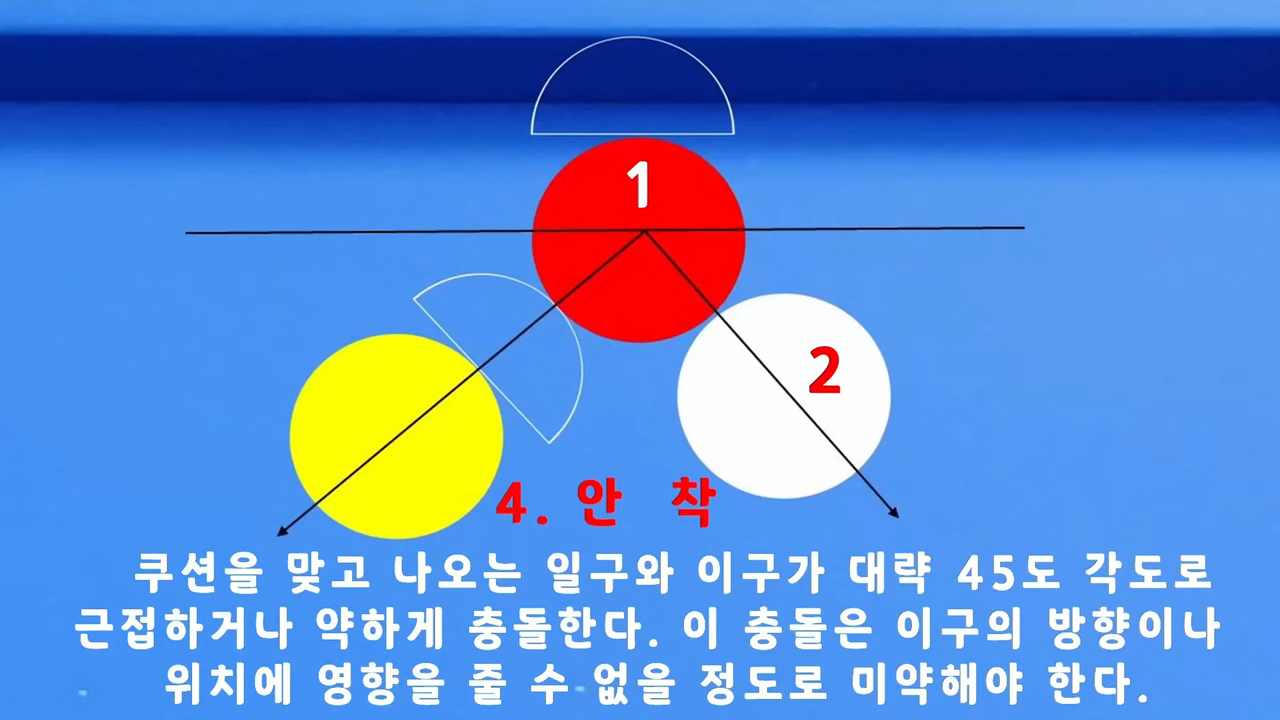 1
2
4. 안 착
쿠션을 맞고 나오는 일구와 이구가 대략 45도 각도로
근접하거나 약하게 충돌한다. 이 충돌은 이구의 방향이나
위치에 영향을 줄 수 없을 정도로 미약해야 한다.